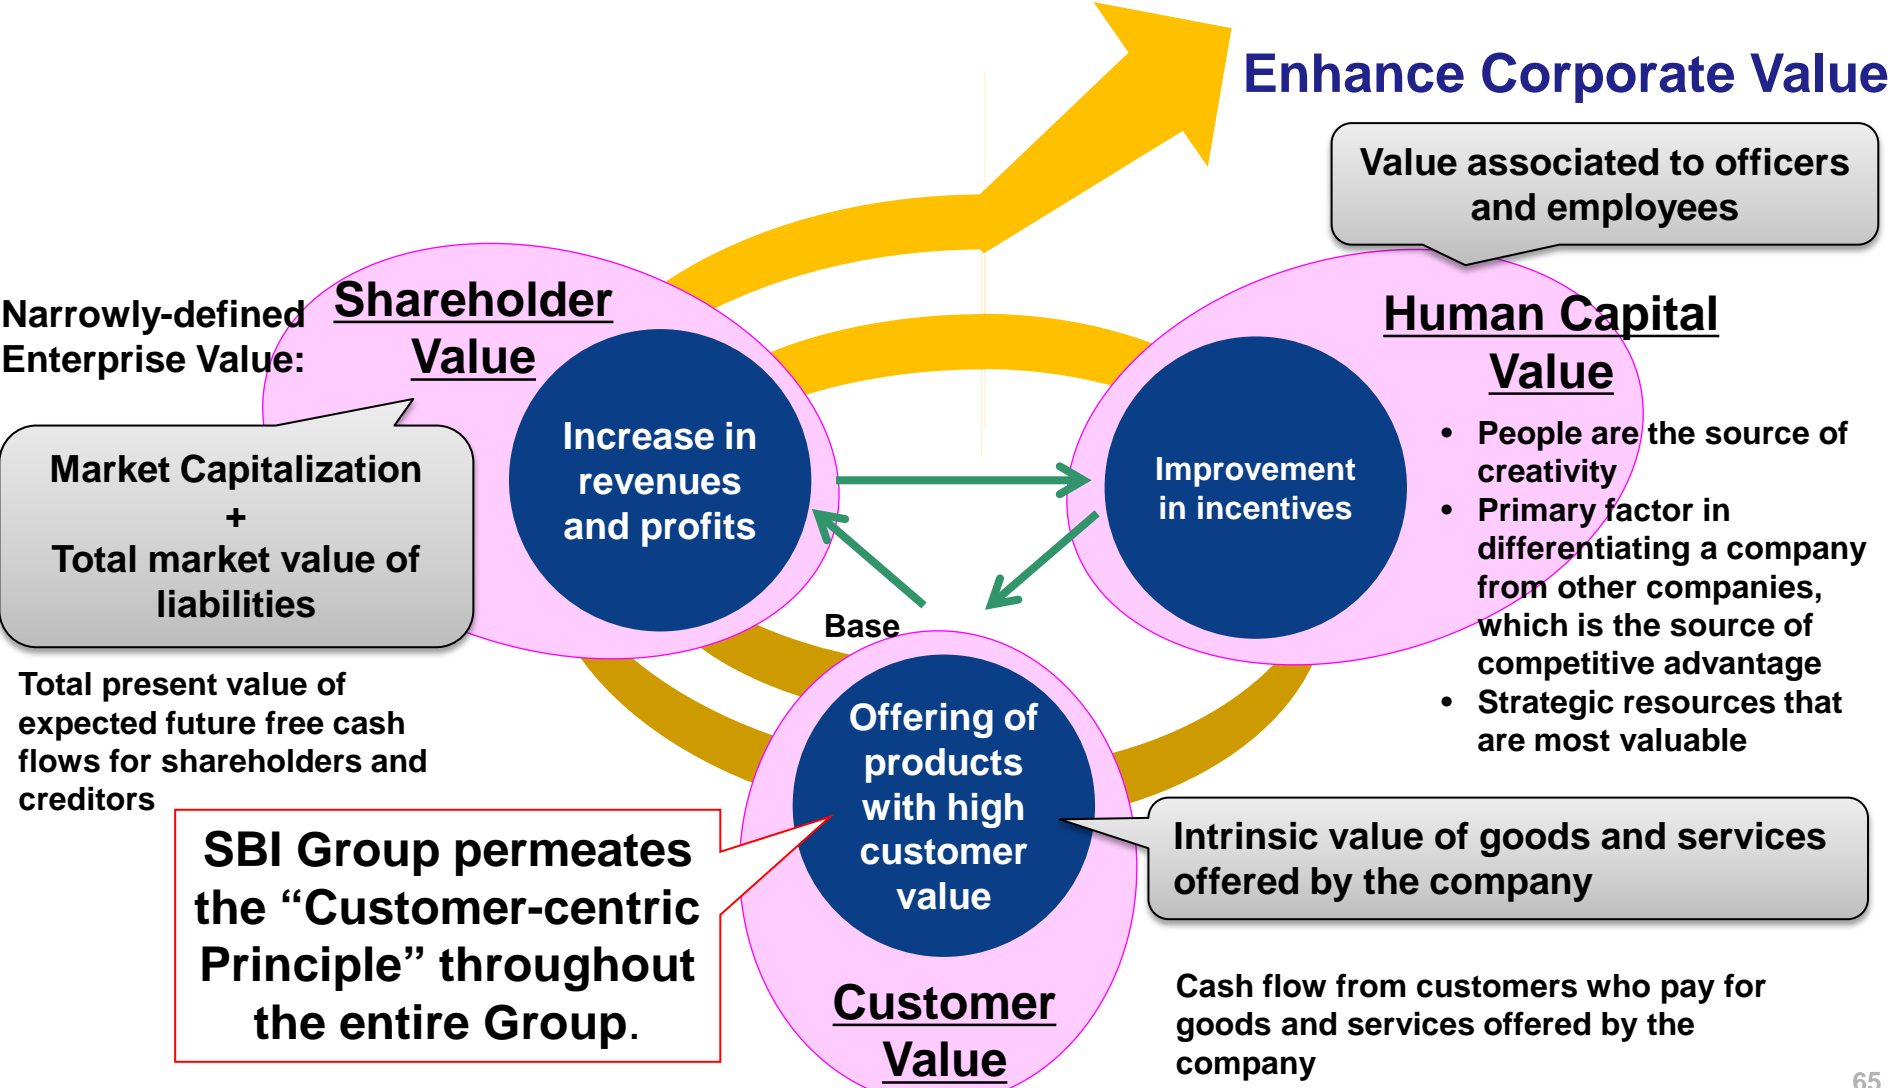 Enhance Corporate Value
Value associated to officers
and employees
Narrowly-defined
Enterprise Value:
Shareholder
Value
Human Capital
Value
Market Capitalization
+
Total market value of
liabilities
Increase in
revenues
and profits
Improvement
in incentives
• People are the source of
creativity
• Primary factor in
differentiating a company
from other companies,
which is the source of
competitive advantage
• Strategic resources that
are most valuable
Base
Total present value of
expected future free cash
flows for shareholders and
creditors
Offering of
products
with high
customer
value
SBI Group permeates
the “Customer-centric
Principle” throughout
the entire Group.
Intrinsic value of goods and services
offered by the company
Customer
Value
Cash flow from customers who pay for
goods and services offered by the
company
65